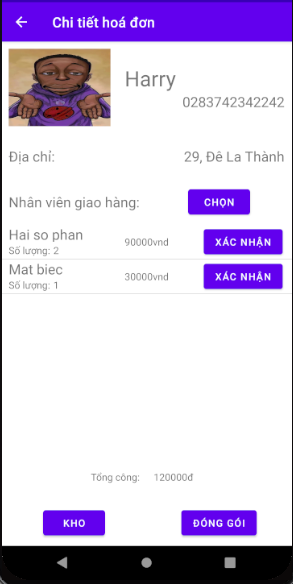 Chi tiết hoá đơn
Harry
0283742342242
Địa chỉ: 29, Đê La Thành
Nhân viên giao hàng: CHỌN
Hai so phan 90000vnd XÁC NHẬN
Số lượng: 2
Mat biec 30000vnd XÁC NHẬN
Số lượng: 1
Tổng công: 120000đ
KHO ĐÓNG GÓI